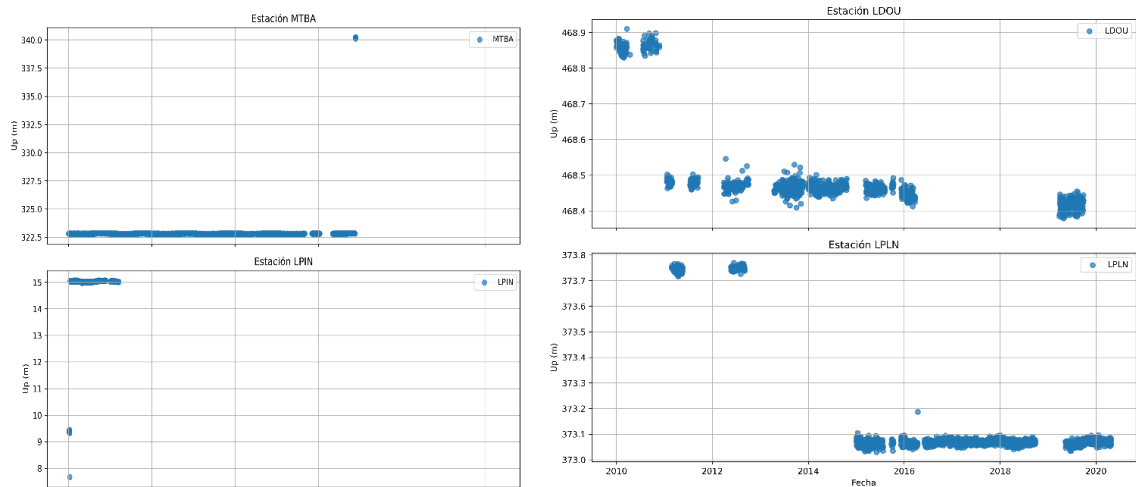 Estación MTBA
MTBA
Up (m)
340.0
337.5
335.0
332.5
330.0
327.5
325.0
322.5
Estación LPIN
LPIN
Up (m)
15
14
13
12
11
10
9
8
Estación LDOU
LDOU
Up (m)
468.9
468.8
468.7
468.6
468.5
468.4
Estación LPLN
LPLN
Up (m)
373.8
373.7
373.6
373.5
373.4
373.3
373.2
373.1
373.0
2010 2012 2014 2016 2018 2020
Fecha